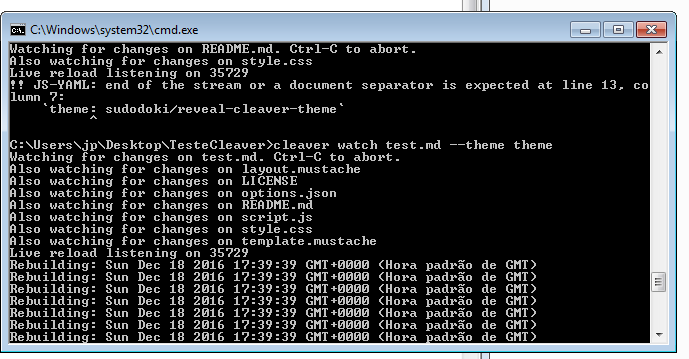 C:\Windows\system32\cmd.exe
Watching for changes on README.md. Ctrl-C to abort.
Also watching for changes on style.css
Live reload listening on 35729
!! JS-YAML: end of the stream or a document separator is expected at line 13, co
lumn 7:
`theme: sudodoki/reveal-cleaver-theme`
^
C:\Users\jp\Desktop\TesteCleaver>cleaver watch test.md --theme theme
Watching for changes on test.md. Ctrl-C to abort.
Also watching for changes on layout.mustache
Also watching for changes on LICENSE
Also watching for changes on options.json
Also watching for changes on README.md
Also watching for changes on script.js
Also watching for changes on style.css
Also watching for changes on template.mustache
Live reload listening on 35729
Rebuilding: Sun Dec 18 2016 17:39:39 GMT+0000 (Hora padrão de GMT)
Rebuilding: Sun Dec 18 2016 17:39:39 GMT+0000 (Hora padrão de GMT)
Rebuilding: Sun Dec 18 2016 17:39:39 GMT+0000 (Hora padrão de GMT)
Rebuilding: Sun Dec 18 2016 17:39:39 GMT+0000 (Hora padrão de GMT)
Rebuilding: Sun Dec 18 2016 17:39:39 GMT+0000 (Hora padrão de GMT)
Rebuilding: Sun Dec 18 2016 17:39:39 GMT+0000 (Hora padrão de GMT)
Rebuilding: Sun Dec 18 2016 17:39:39 GMT+0000 (Hora padrão de GMT)